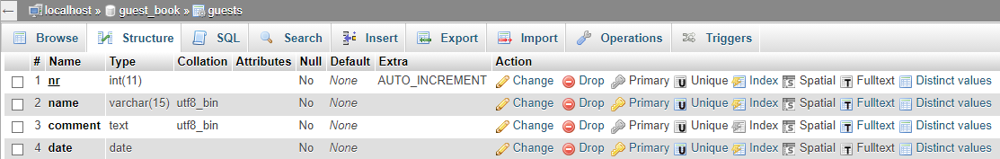 localhost » guest_book » guests
Browse Structure SQL Search Insert Export Import Operations Triggers
# Name Type Collation Attributes Null Default Extra Action
1 nr int(11) No None AUTO_INCREMENT Change Drop Primary U Unique Index S Spatial T Fulltext Distinct values
2 name varchar(15) utf8_bin No None Change Drop Primary U Unique Index S Spatial T Fulltext Distinct values
3 comment text utf8_bin No None Change Drop Primary U Unique Index S Spatial T Fulltext Distinct values
4 date date No None Change Drop Primary U Unique Index S Spatial T Fulltext Distinct values